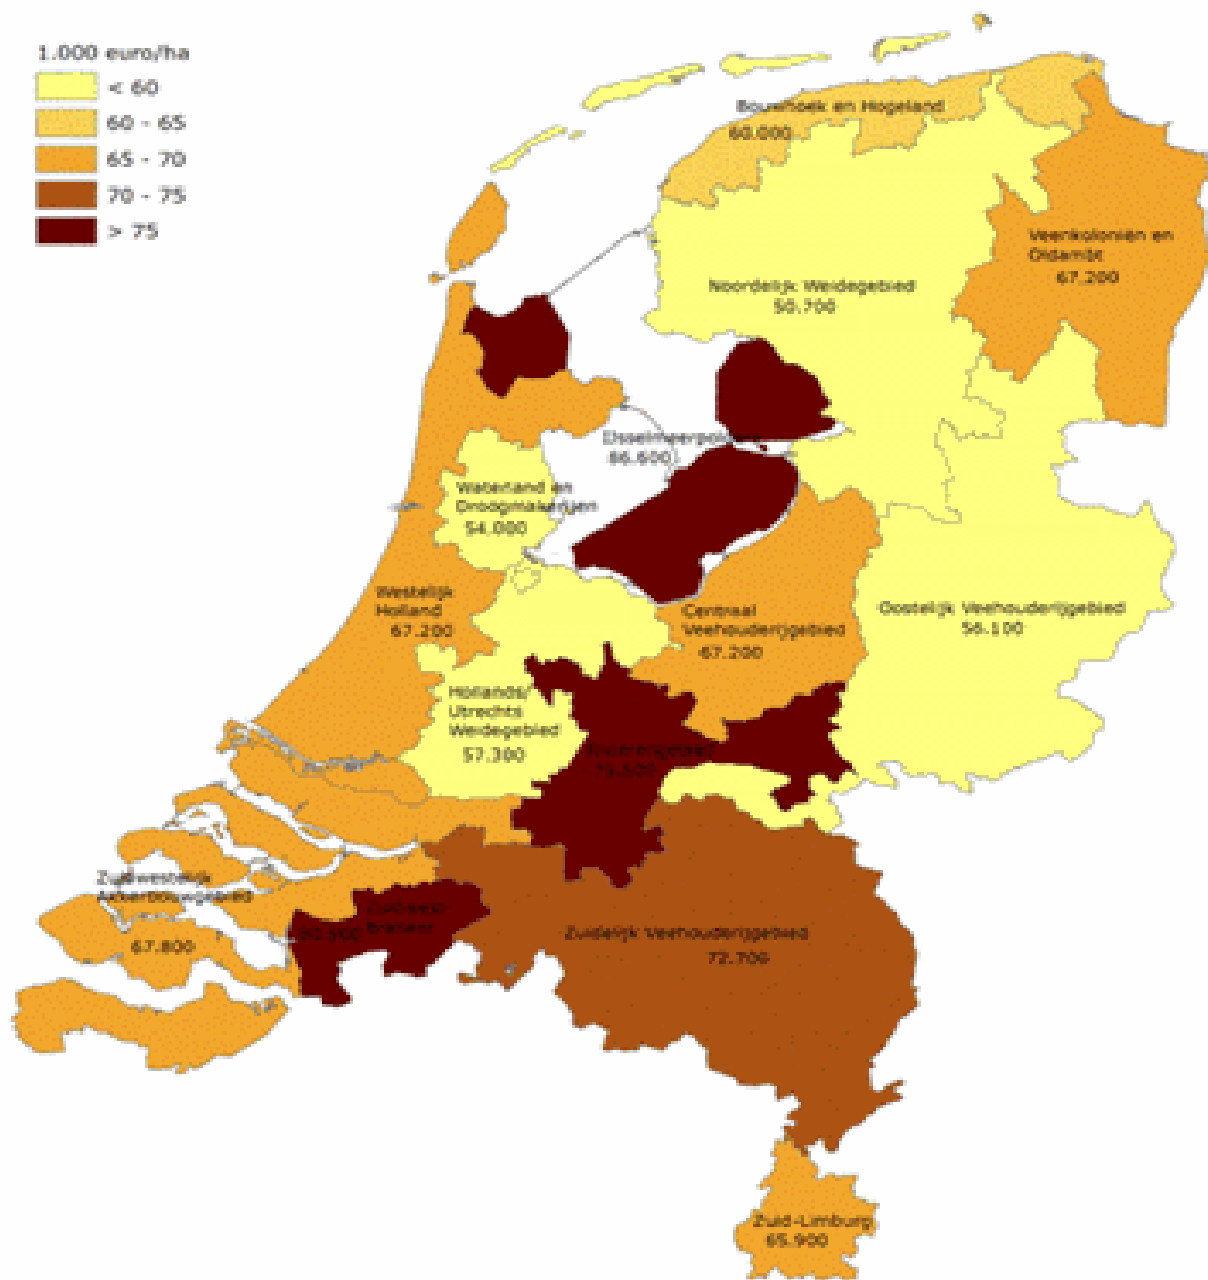 1.000 euro/ha
< 60
60 - 65
65 - 70
70 - 75
> 75
Bouwhoek en Hogeland
60.000
Veenkoloniën en
Oldambt
67.200
Noordelijk Weidegebied
50.700
IJsselmeerpolders
86.600
Waterland en
Droogmakerijen
54.000
Westelijk
Holland
67.200
Centraal
Veehouderijgebied
67.200
Oostelijk Veehouderijgebied
56.100
Hollands/
Utrechts
Weidegebied
57.300
Rivierengebied
Zuidwestelijk
Akkerbouwgebied
67.800
Zuidwest-
Brabant
Zuidelijk Veehouderijgebied
72.700
Zuid-Limburg
65.900